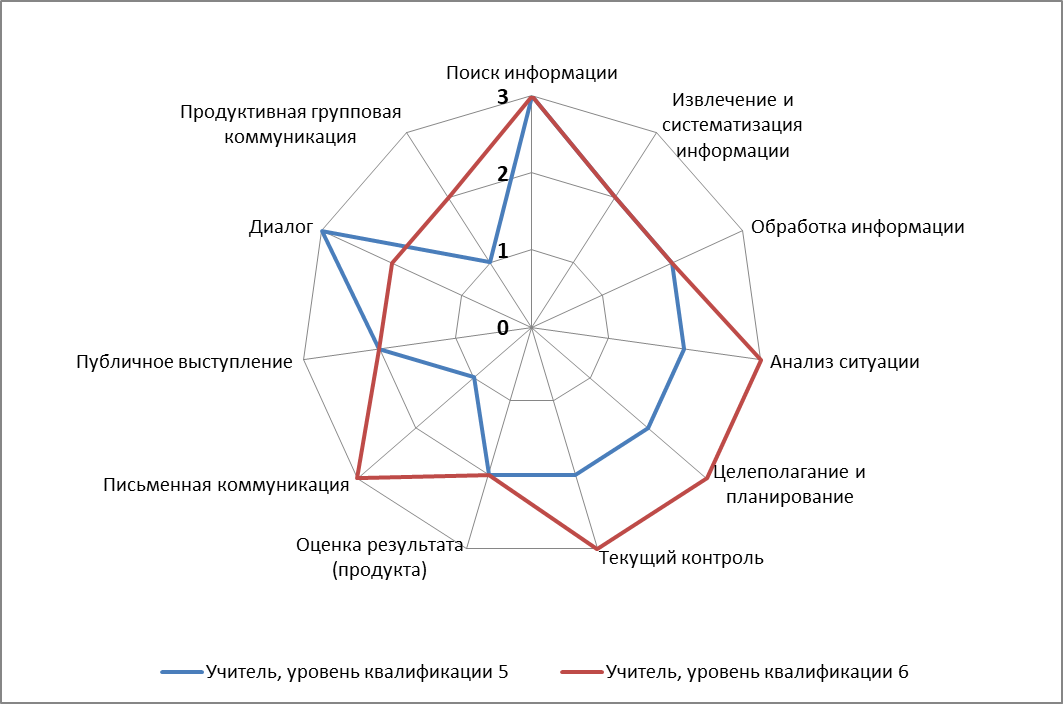 Поиск информации
Извлечение и
систематизация
информации
Обработка информации
Анализ ситуации
Целеполагание и
планирование
Текущий контроль
Оценка результата
(продукта)
Письменная коммуникация
Публичное выступление
Диалог
Продуктивная групповая
коммуникация
3
2
1
0
Учитель, уровень квалификации 5
Учитель, уровень квалификации 6